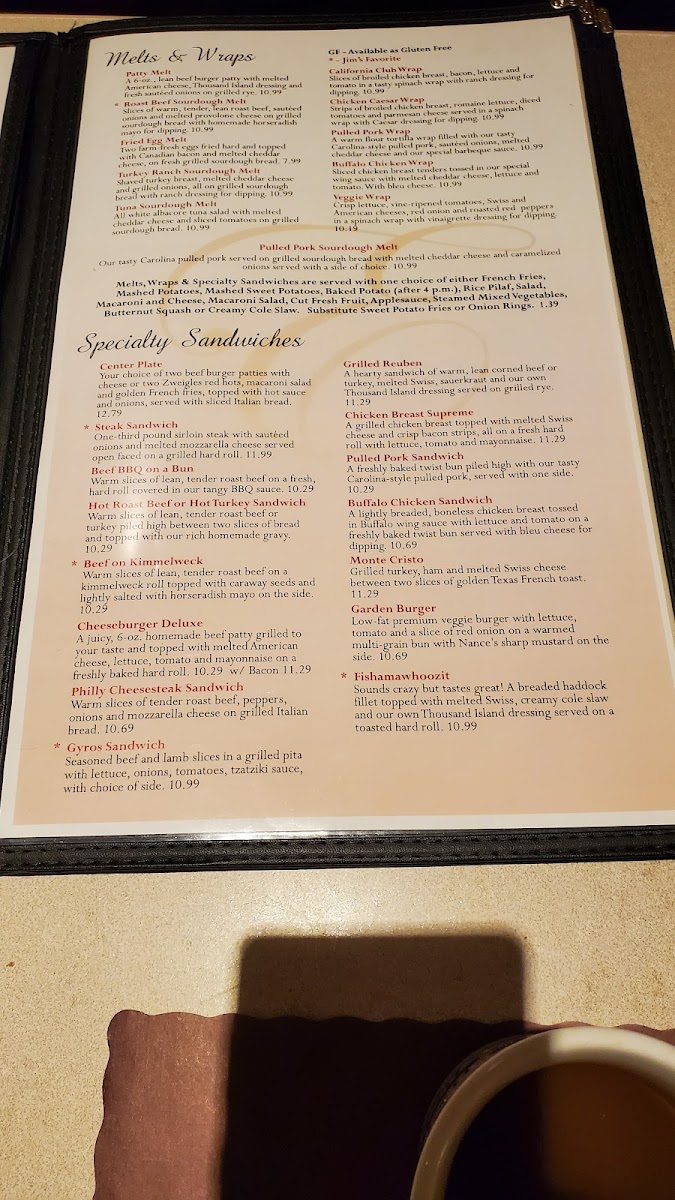 Melts & Wraps
Patty Melt
A 6-oz., lean beef burger patty with melted
American cheese, Thousand Island dressing and
fresh sautéed onions on grilled rye. 10.99
* Roast Beef Sourdough Melt
Slices of warm, tender, lean roast beef, sautéed
onions and melted provolone cheese on grilled
sourdough bread with homemade horseradish
mayo for dipping. 10.99
Fried Egg Melt
Two farm-fresh eggs fried hard and topped
with Canadian bacon and melted cheddar
cheese, on fresh grilled sourdough bread. 7.99
Turkey Ranch Sourdough Melt
Shaved turkey breast, melted cheddar cheese
and grilled onions, all on grilled sourdough
bread with ranch dressing for dipping. 10.99
Tuna Sourdough Melt
All white albacore tuna salad with melted
cheddar cheese and sliced tomatoes on grilled
sourdough bread. 10.99
GF - Available as Gluten Free
* - Jim's Favorite
California Club Wrap
Slices of broiled chicken breast, bacon, lettuce and
tomato in a tasty spinach wrap with ranch dressing for
dipping. 10.99
Chicken Caesar Wrap
Strips of broiled chicken breast, romaine lettuce, diced
tomatoes and parmesan cheese served in a spinach
wrap with Caesar dressing for dipping. 10.99
Pulled Pork Wrap
A warm flour tortilla wrap filled with our tasty
Carolina-style pulled pork, sautéed onions, melted
cheddar cheese and our special barbeque sauce. 10.99
Buffalo Chicken Wrap
Sliced chicken breast tenders tossed in our special
wing sauce with melted cheddar cheese, lettuce and
tomato. With bleu cheese. 10.99
Veggie Wrap
Crisp lettuce, vine-ripened tomatoes, Swiss and
American cheeses, red onion and roasted red peppers
in a spinach wrap with vinaigrette dressing for dipping.
10.19
Pulled Pork Sourdough Melt
Our tasty Carolina pulled pork served on grilled sourdough bread with melted cheddar cheese and caramelized
onions served with a side of choice. 10.99
Melts, Wraps & Specialty Sandwiches are served with one choice of either French Fries,
Mashed Potatoes, Mashed Sweet Potatoes, Baked Potato (after 4 p.m.), Rice Pilaf, Salad,
Macaroni and Cheese, Macaroni Salad, Cut Fresh Fruit, Applesauce, Steamed Mixed Vegetables,
Butternut Squash or Creamy Cole Slaw. Substitute Sweet Potato Fries or Onion Rings. 1.39
Specialty Sandwiches
Center Plate
Your choice of two beef burger patties with
cheese or two Zweigles red hots, macaroni salad
and golden French fries, topped with hot sauce
and onions, served with sliced Italian bread.
12.79
* Steak Sandwich
One-third pound sirloin steak with sautéed
onions and melted mozzarella cheese served
open faced on a grilled hard roll. 11.99
Beef BBQ on a Bun
Warm slices of lean, tender roast beef on a fresh,
hard roll covered in our tangy BBQ sauce. 10.29
Hot Roast Beef or Hot Turkey Sandwich
Warm slices of lean, tender roast beef or
turkey piled high between two slices of bread
and topped with our rich homemade gravy.
10.29
* Beef on Kimmelweck
Warm slices of lean, tender roast beef on a
kimmelweck roll topped with caraway seeds and
lightly salted with horseradish mayo on the side.
10.29
Cheeseburger Deluxe
A juicy, 6-oz. homemade beef patty grilled to
your taste and topped with melted American
cheese, lettuce, tomato and mayonnaise on a
freshly baked hard roll. 10.29 w/ Bacon 11.29
Philly Cheesesteak Sandwich
Warm slices of tender roast beef, peppers,
onions and mozzarella cheese on grilled Italian
bread. 10.69
* Gyros Sandwich
Seasoned beef and lamb slices in a grilled pita
with lettuce, onions, tomatoes, tzatziki sauce,
with choice of side. 10.99
Grilled Reuben
A hearty sandwich of warm, lean corned beef or
turkey, melted Swiss, sauerkraut and our own
Thousand Island dressing served on grilled rye.
11.29
Chicken Breast Supreme
A grilled chicken breast topped with melted Swiss
cheese and crisp bacon strips, all on a fresh hard
roll with lettuce, tomato and mayonnaise. 11.29
Pulled Pork Sandwich
A freshly baked twist bun piled high with our tasty
Carolina-style pulled pork, served with one side.
10.29
Buffalo Chicken Sandwich
A lightly breaded, boneless chicken breast tossed
in Buffalo wing sauce with lettuce and tomato on a
freshly baked twist bun served with bleu cheese for
dipping. 10.69
Monte Cristo
Grilled turkey, ham and melted Swiss cheese
between two slices of golden Texas French toast.
11.29
Garden Burger
Low-fat premium veggie burger with lettuce,
tomato and a slice of red onion on a warmed
multi-grain bun with Nance's sharp mustard on the
side. 10.69
* Fishamawhoozit
Sounds crazy but tastes great! A breaded haddock
fillet topped with melted Swiss, creamy cole slaw
and our own Thousand Island dressing served on a
toasted hard roll. 10.99